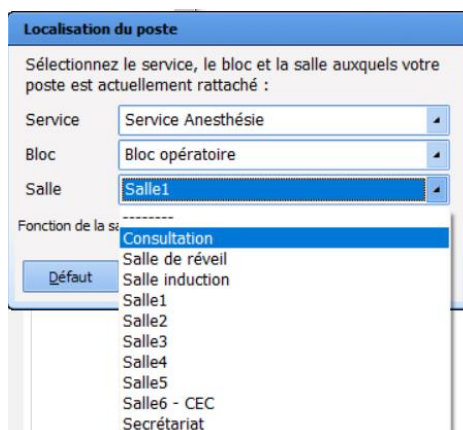 Localisation du poste
Sélectionnez le service, le bloc et la salle auxquels votre
poste est actuellement rattaché :
Service Service Anesthésie
Bloc Bloc opératoire
Salle Salle1
Fonction de la
--------
Consultation
Salle de réveil
Défaut Salle induction
Salle1
Salle2
Salle3
Salle4
Salle5
Salle6 - CEC
Secrétariat